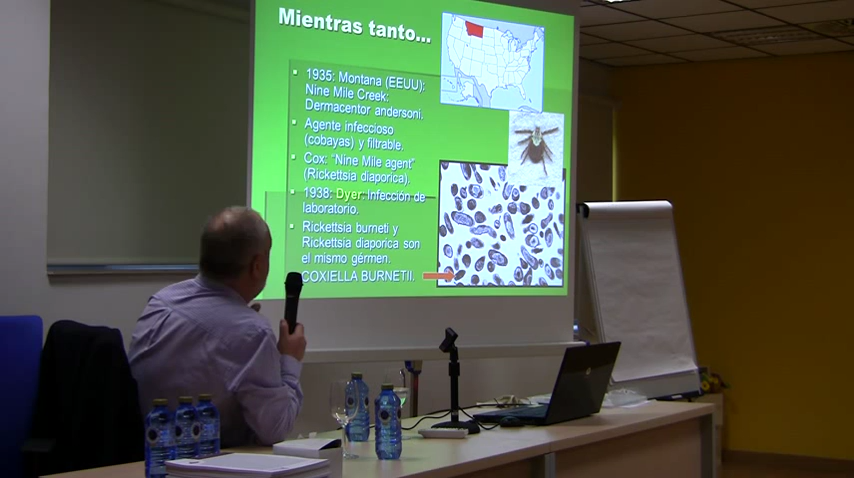 Mientras tanto...
1935: Montana (EEUU);
Nine Mile Creek:
Dermacentor andersoni.
Agente infeccioso
(cobayas) y filtrable.
Cox: "Nine Mile agent"
(Rickettsia diaporica).
1938: Dyer: Infección de
laboratorio.
Rickettsia burneti y
Rickettsia diaporica son
el mismo gérmen.
COXIELLA BURNETII.